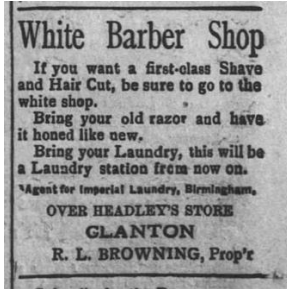 White Barber Shop
If you want a first-class Shave
and Hair Cut, be sure to go to the
white shop.
Bring your old razor and have
it honed like new.
Bring your Laundry, this will be
a Laundry station from now on.
Agent for Imperial Laundry, Birmingham,
OVER HEADLEY'S STORE
CLANTON
R. L. BROWNING, Prop'r